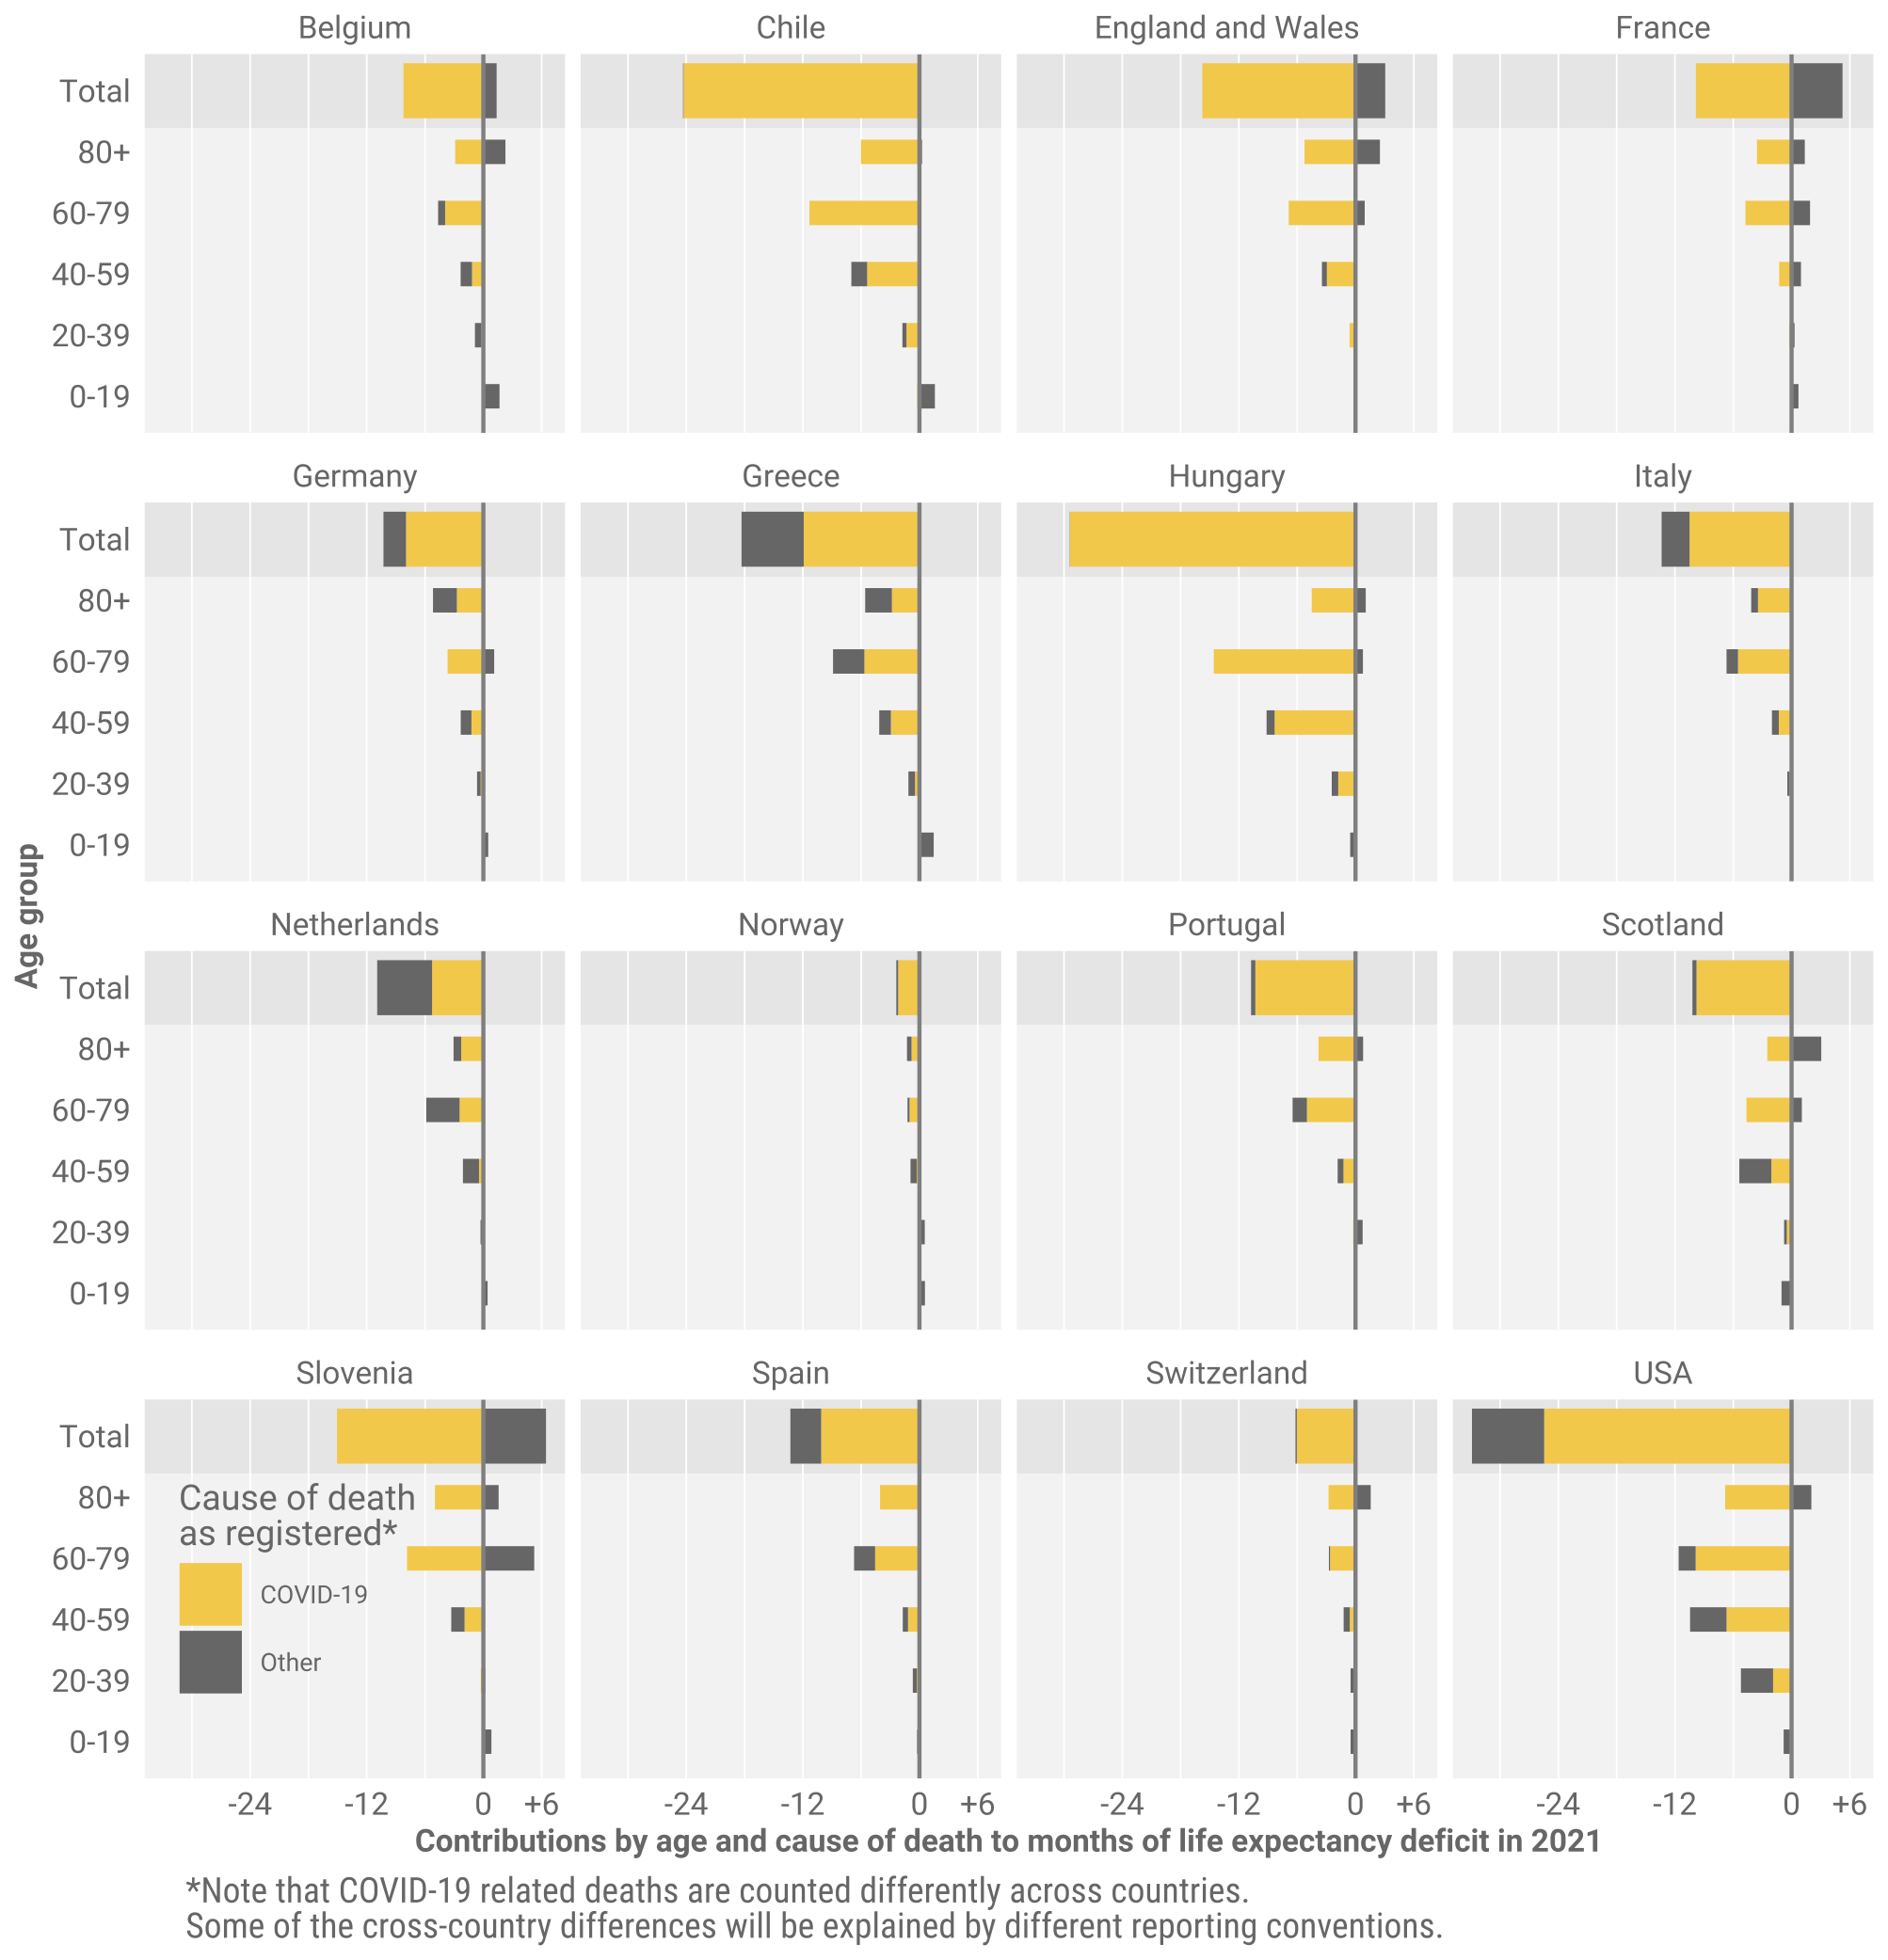 Belgium Chile England and Wales France
Total
80+
60-79
40-59
20-39
0-19
Germany Greece Hungary Italy
Total
80+
60-79
40-59
20-39
0-19
Age group
Netherlands Norway Portugal Scotland
Total
80+
60-79
40-59
20-39
0-19
Slovenia Spain Switzerland USA
Total
80+
60-79
40-59
20-39
0-19
Cause of death
as registered*
COVID-19
Other
-24 -12 0 +6 -24 -12 0 +6 -24 -12 0 +6 -24 -12 0 +6
Contributions by age and cause of death to months of life expectancy deficit in 2021
*Note that COVID-19 related deaths are counted differently across countries.
Some of the cross-country differences will be explained by different reporting conventions.